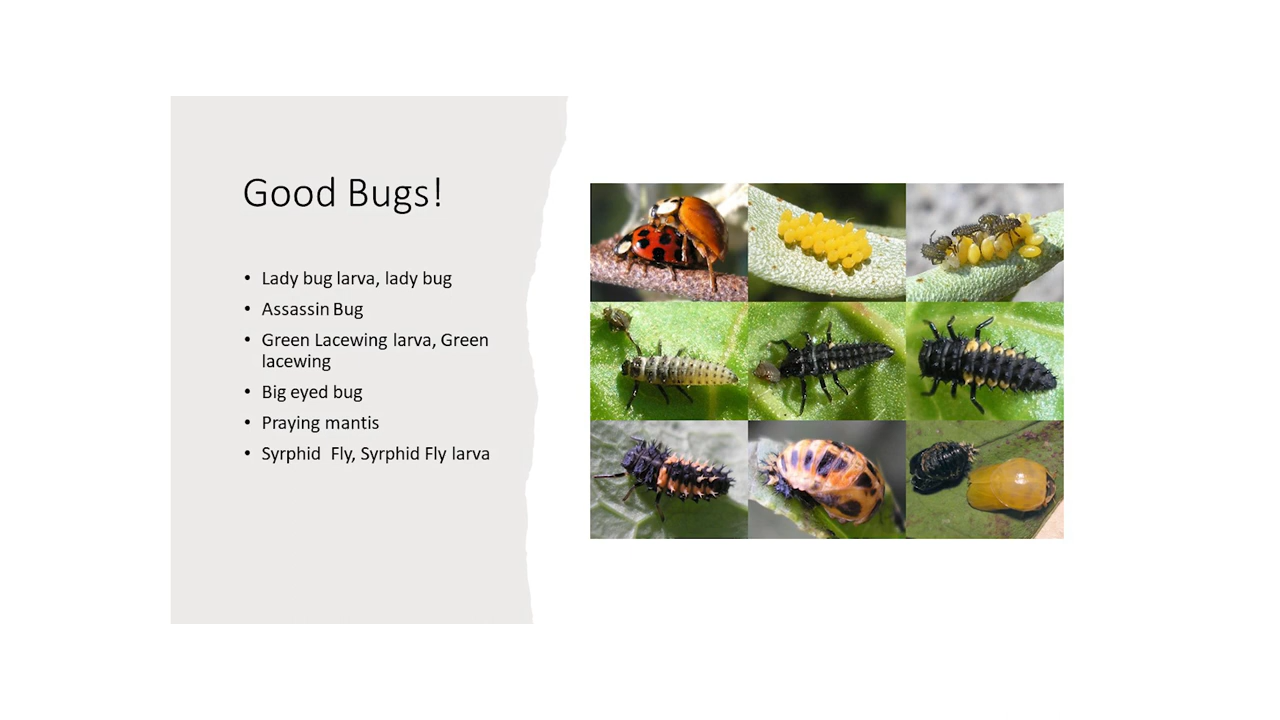 Good Bugs!
• Lady bug larva, lady bug
• Assassin Bug
• Green Lacewing larva, Green
lacewing
• Big eyed bug
• Praying mantis
• Syrphid  Fly, Syrphid Fly larva